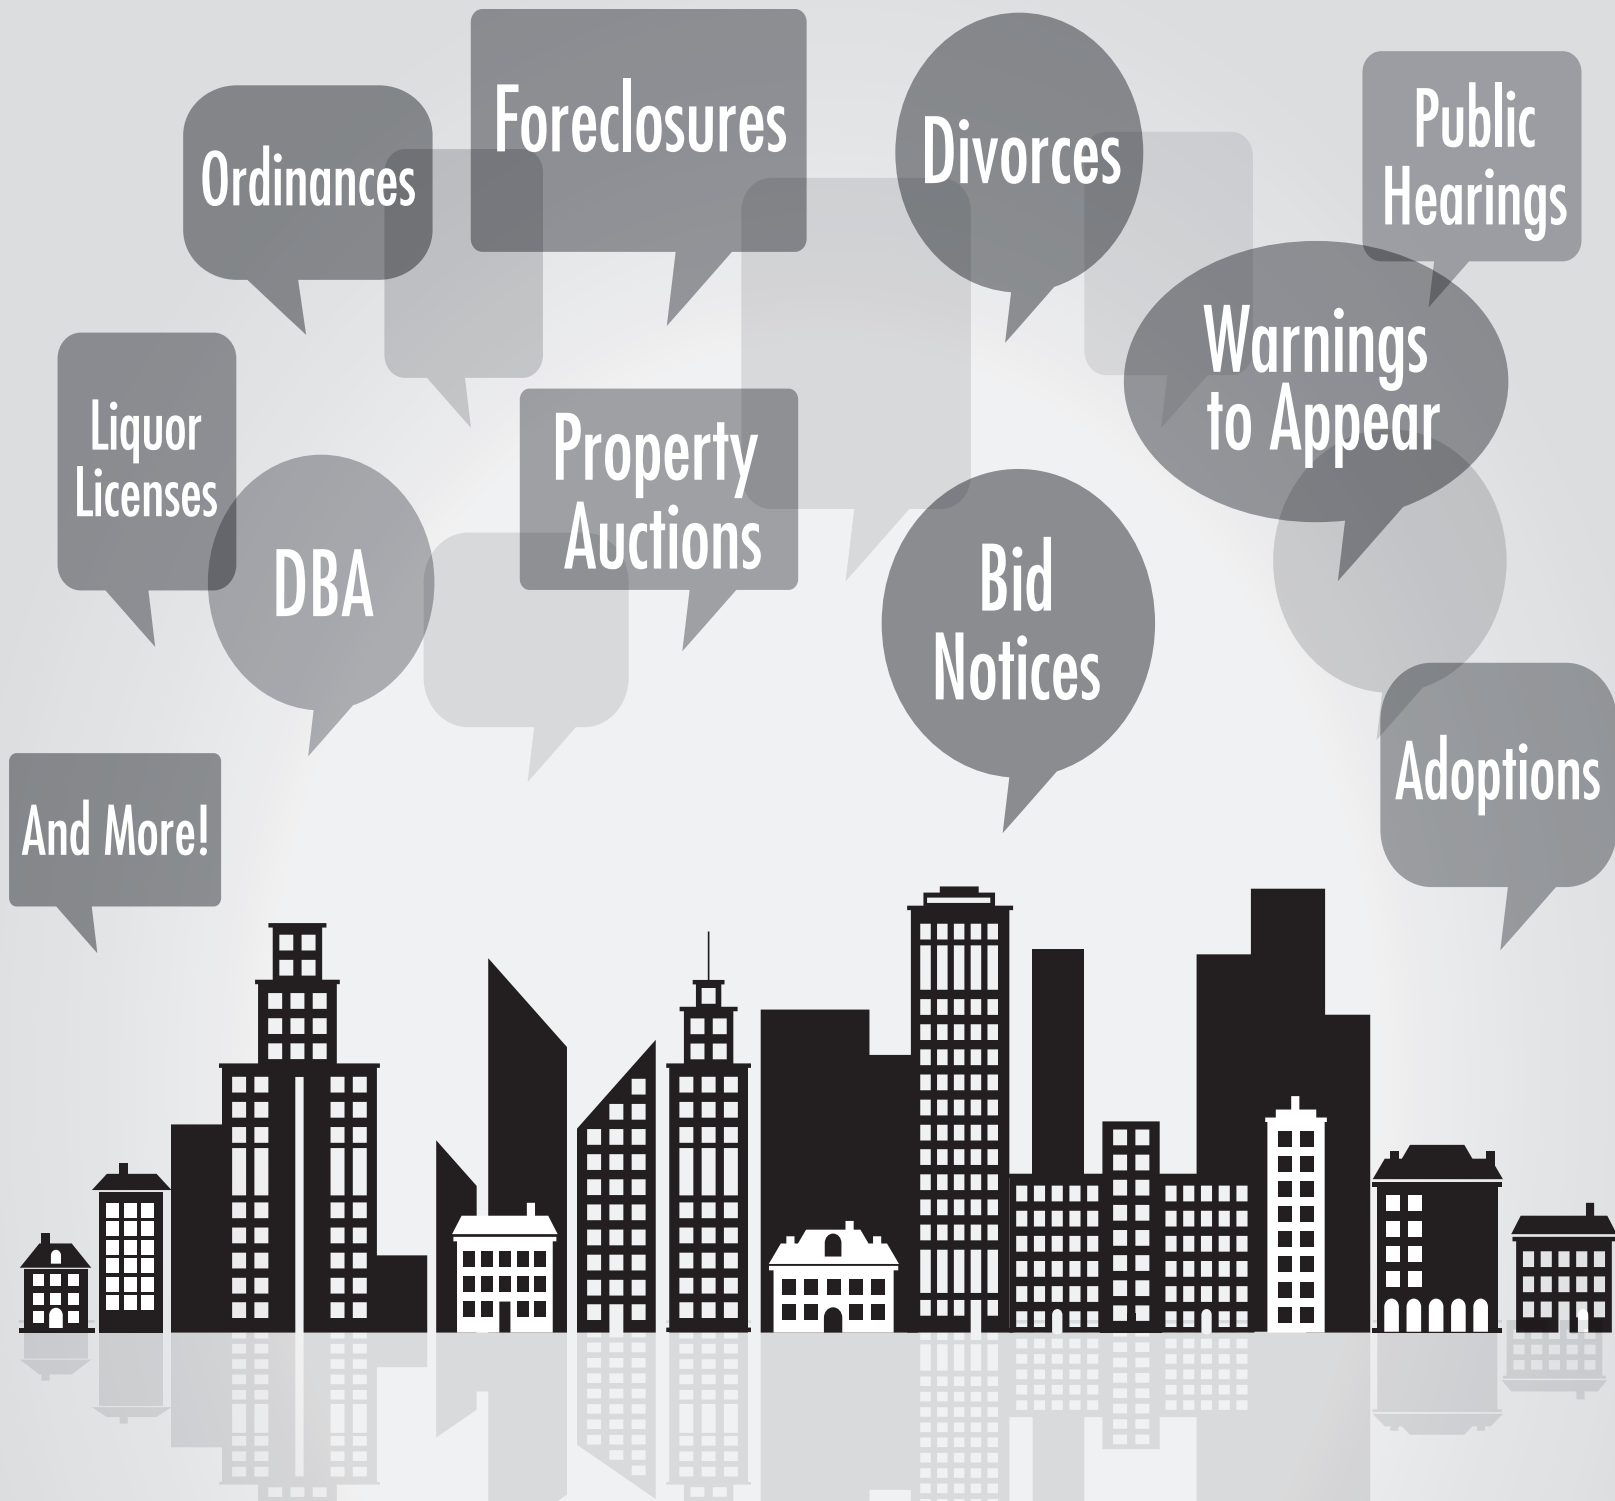 Foreclosures
Ordinances
Divorces
Public
Hearings
Warnings
to Appear
Liquor
Licenses
DBA
Property
Auctions
Bid
Notices
Adoptions
And More!